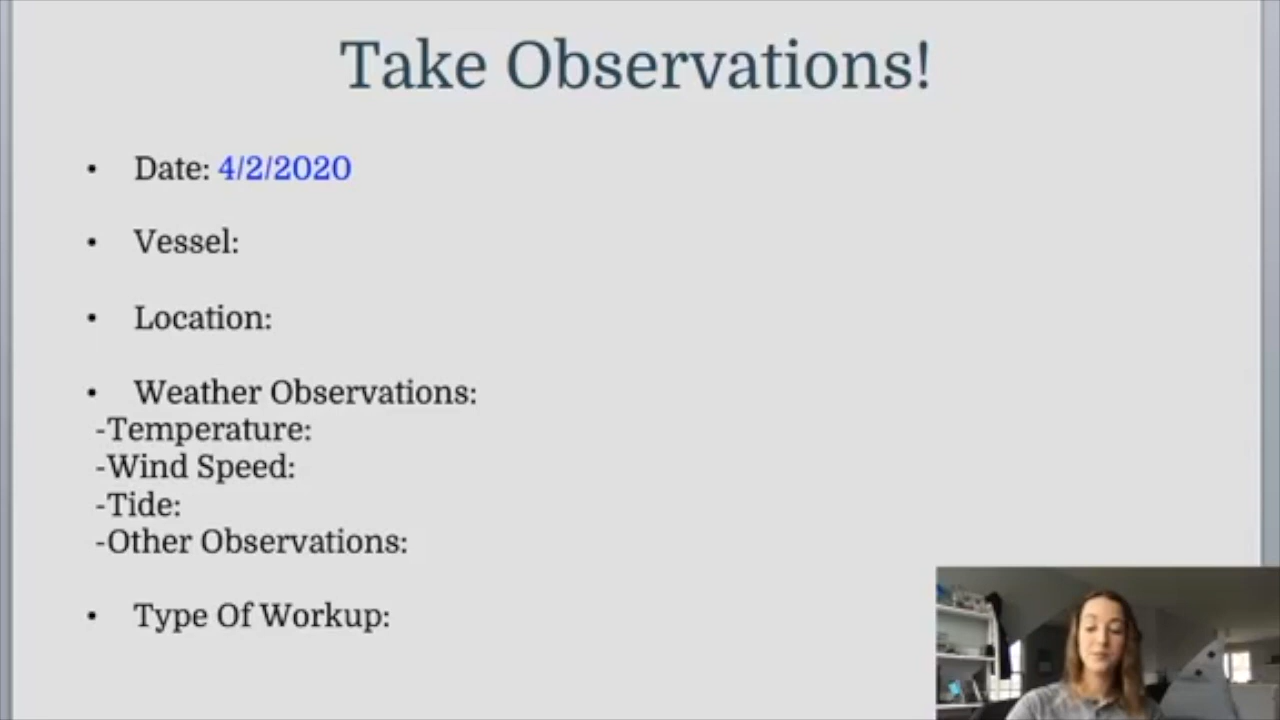 Take Observations!
• Date: 4/2/2020
• Vessel:
• Location:
• Weather Observations:
-Temperature:
-Wind Speed:
-Tide:
-Other Observations:
• Type Of Workup: